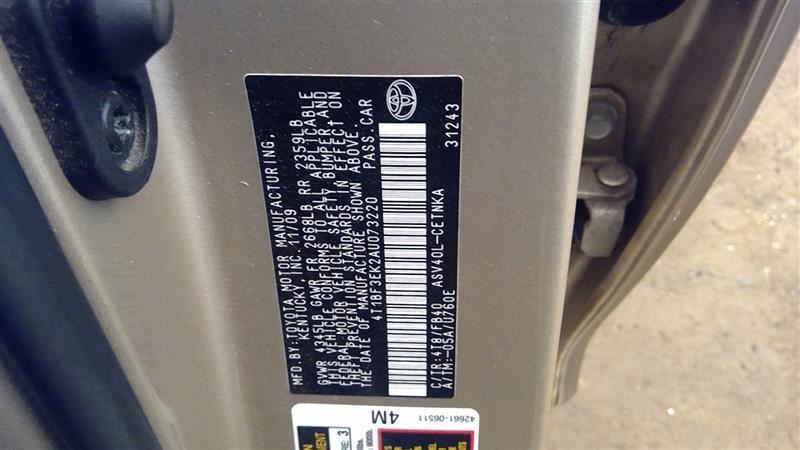 MFD.BY:TOYOTA MOTOR MANUFACTURING,
KENTUCKY, INC. 11/09
GVWR 4345LB GAWR FR 2668LB RR 2359LB
THIS VEHICLE CONFORMS TO ALL APPLICABLE
FEDERAL MOTOR VEHICLE SAFETY, BUMPER, AND
THEFT PREVENTION STANDARDS IN EFFECT ON
THE DATE OF MANUFACTURE SHOWN ABOVE.
4T1BF3EK2AU073220 PASS.CAR
C/TR:4T8/FB40 ASV40L-CETNKA
A/TM:-05A/U760E 31243
4M
42661-06511